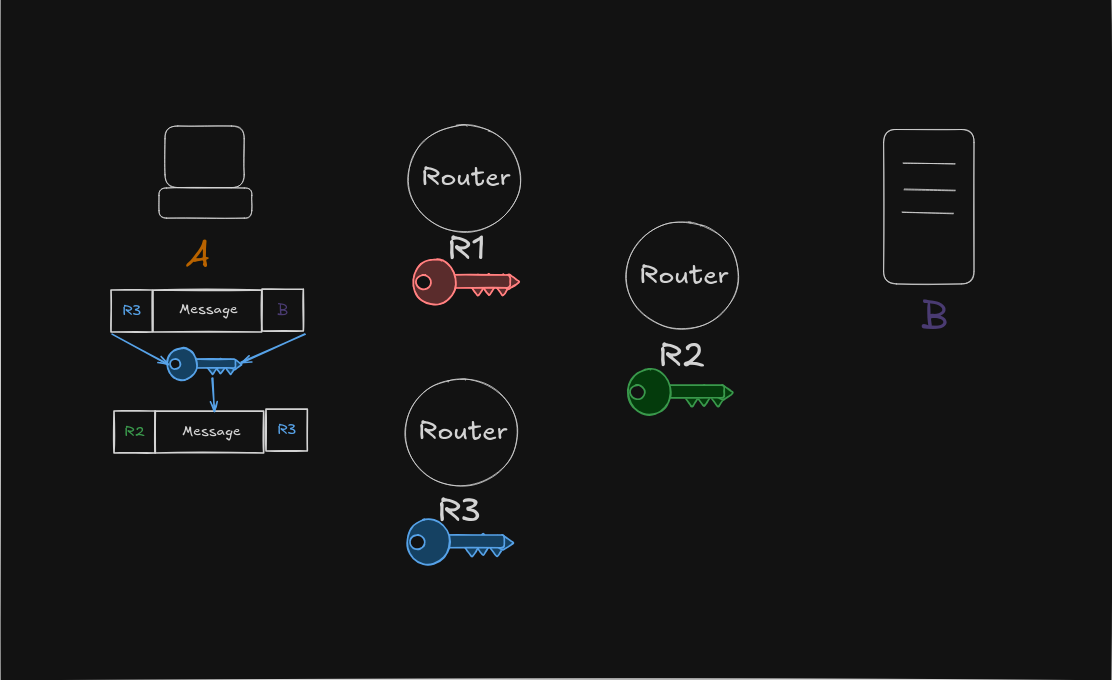 Router
R1
Router
R2
Router
R3
A
R3 Message B
R2 Message R3
B